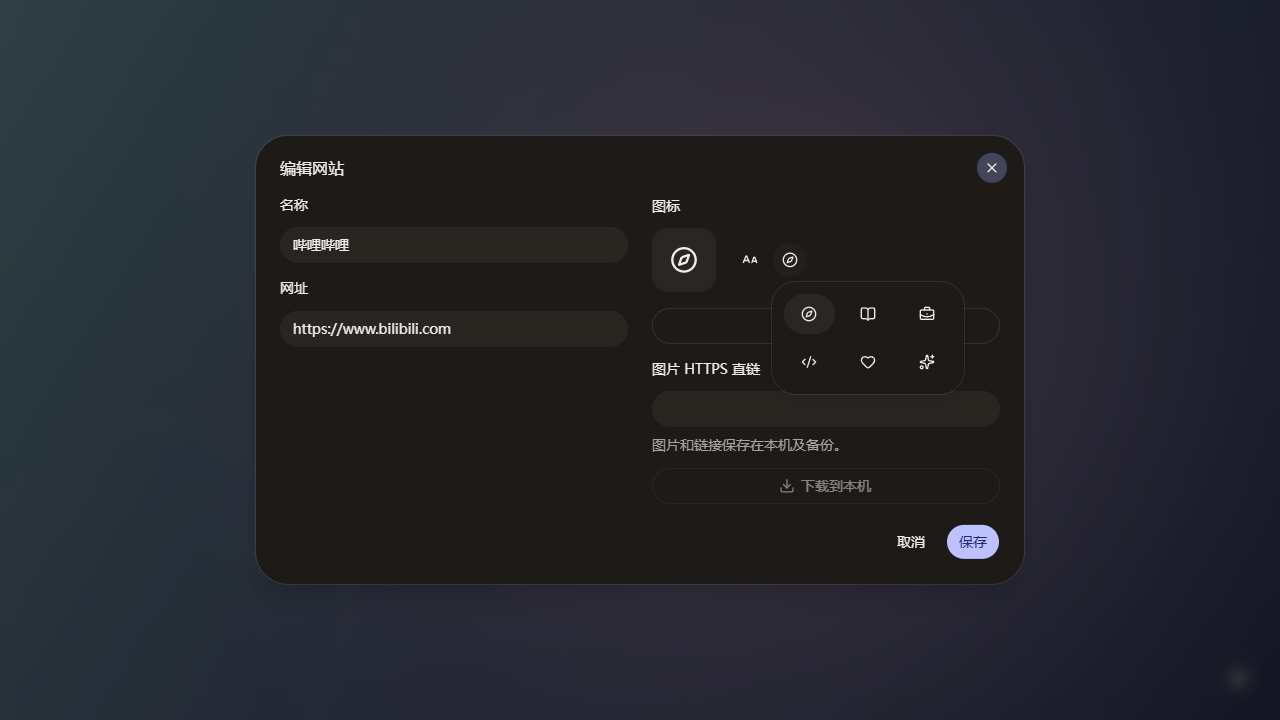 编辑网站
名称
哔哩哔哩
网址
https://www.bilibili.com
图标
AA
图片 HTTPS 直链
图片和链接保存在本机及备份。
下载到本机
取消
保存